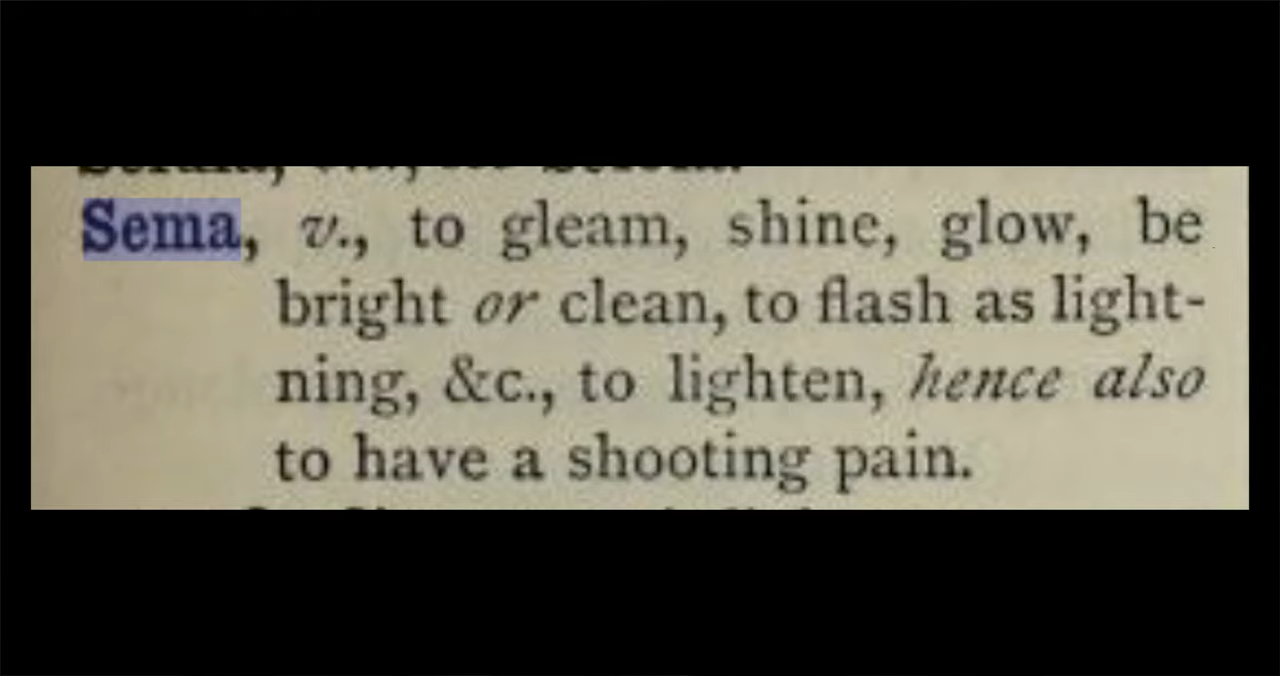 Sema, v., to gleam, shine, glow, be
bright or clean, to flash as light-
ning, &c., to lighten, hence also
to have a shooting pain.